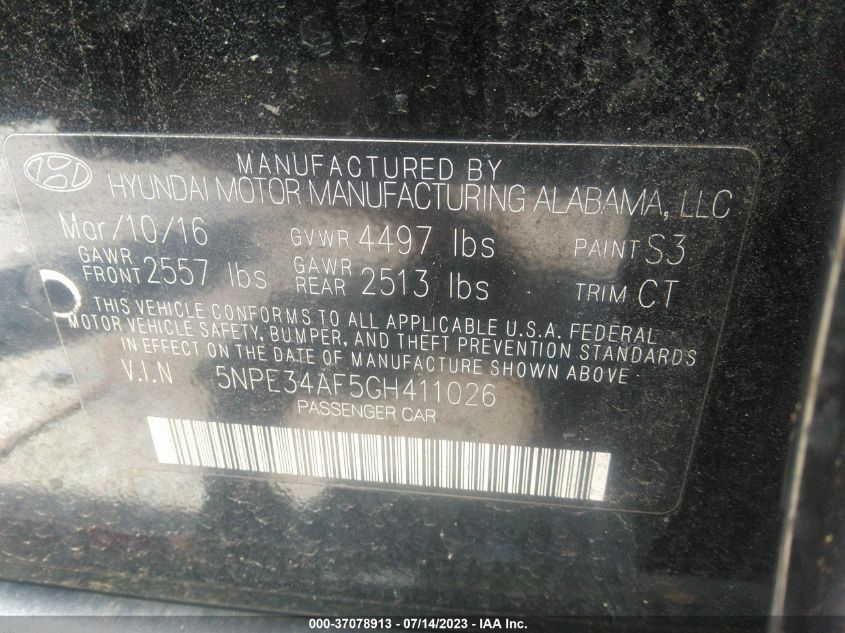 MANUFACTURED BY
HYUNDAI MOTOR MANUFACTURING ALABAMA, LLC
Mar/10/16 GVWR 4497 lbs PAINT S3
GAWR FRONT 2557 lbs GAWR REAR 2513 lbs TRIM CT
THIS VEHICLE CONFORMS TO ALL APPLICABLE U.S.A. FEDERAL
MOTOR VEHICLE SAFETY, BUMPER, AND THEFT PREVENTION STANDARDS
IN EFFECT ON THE DATE OF MANUFACTURE SHOWN ABOVE
V.I.N 5NPE34AF5GH411026
PASSENGER CAR
000-37078913 - 07/14/2023 - IAA Inc.